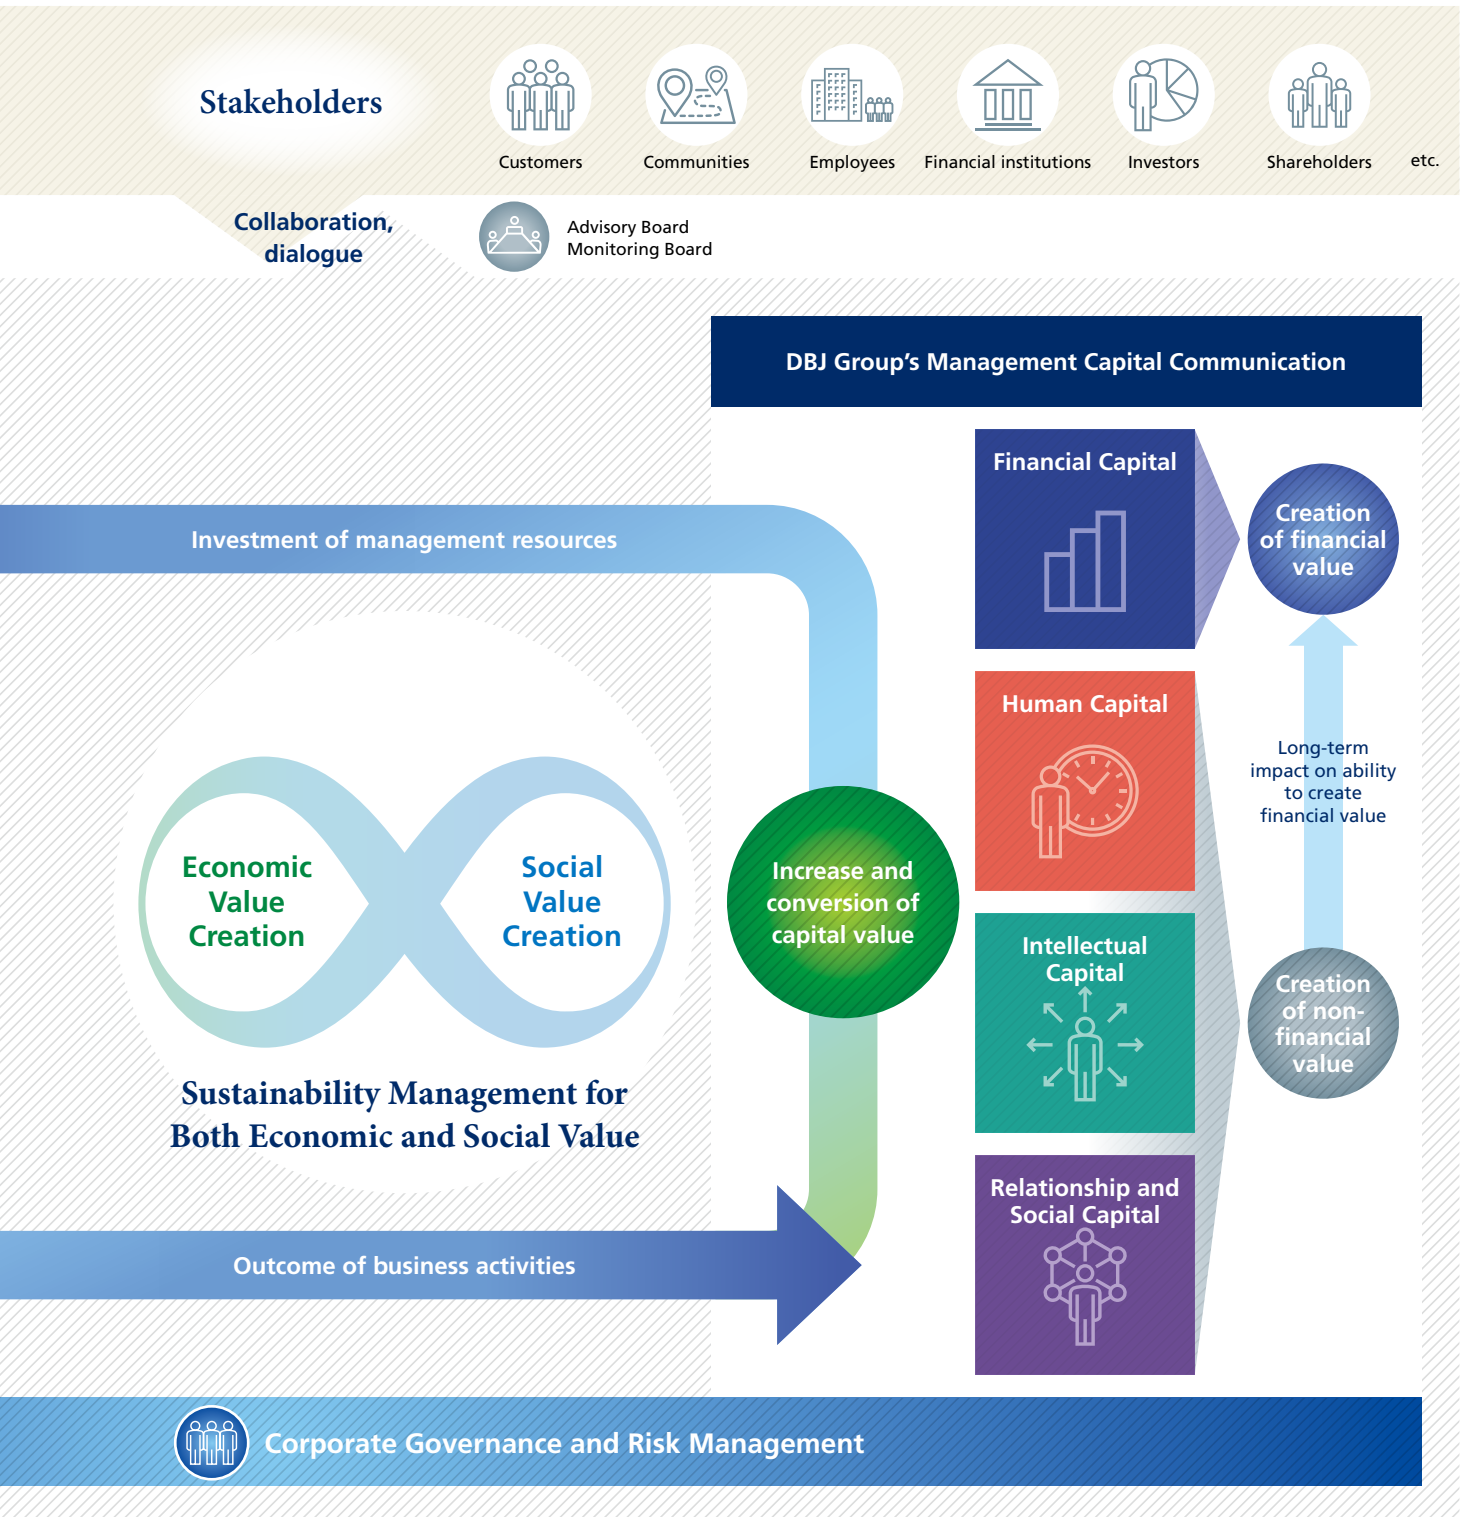 Stakeholders
Customers
Communities
Employees
Financial institutions
Investors
Shareholders
etc.
Collaboration,
dialogue
Advisory Board
Monitoring Board
DBJ Group’s Management Capital Communication
Investment of management resources
Financial Capital
Creation
of financial
value
Human Capital
Long-term
impact on ability
to create
financial value
Economic
Value
Creation
Social
Value
Creation
Increase and
conversion of
capital value
Intellectual
Capital
Creation
of non-
financial
value
Sustainability Management for
Both Economic and Social Value
Relationship and
Social Capital
Outcome of business activities
Corporate Governance and Risk Management